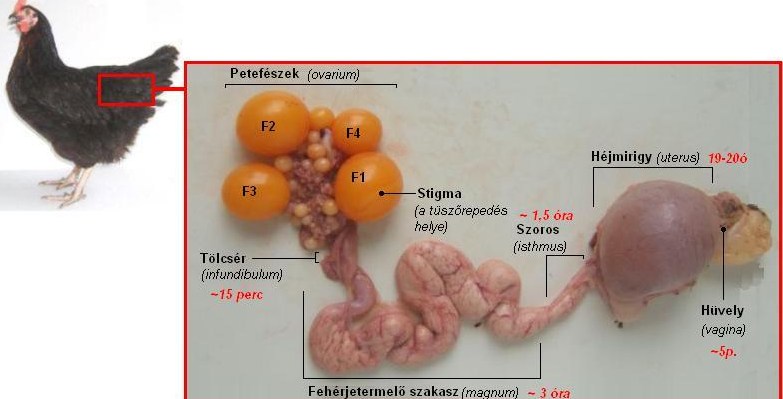 Petefészek (ovarium)
F2
F4
F1
F3
Stigma
(a tüszőrepedés
helye)
Tölcsér
(infundibulum)
~15 perc
~ 1,5 óra
Szoros
(isthmus)
Héjmirigy (uterus) 19-20ó
Hüvely
(vagina)
~5p.
Fehérjetermelő szakasz (magnum) ~ 3 óra